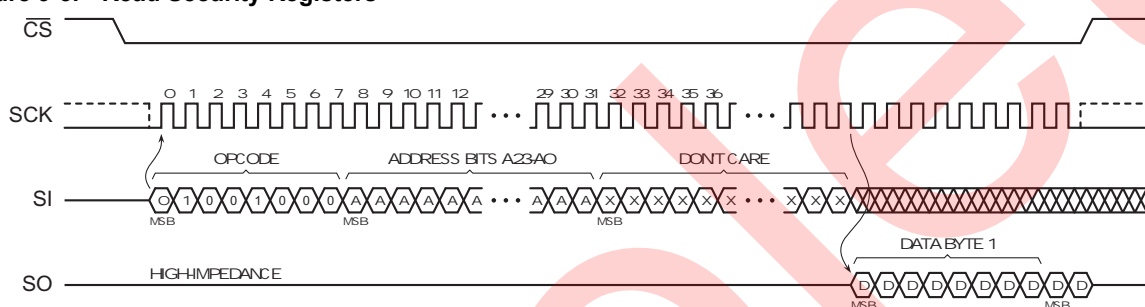 Read Security Registers
CS
0 1 2 3 4 5 6 7 8 9 10 11 12 29 30 31 32 33 34 35 36
SCK
OPCODE ADDRESS BITS A23-A0 DON'T CARE
SI 0 1 0 0 1 0 0 0 A A A A A A A A A X X X X X X X X X
MSB MSB MSB
DATA BYTE 1
HIGH-IMPEDANCE
SO D D D D D D D D D D
MSB MSB